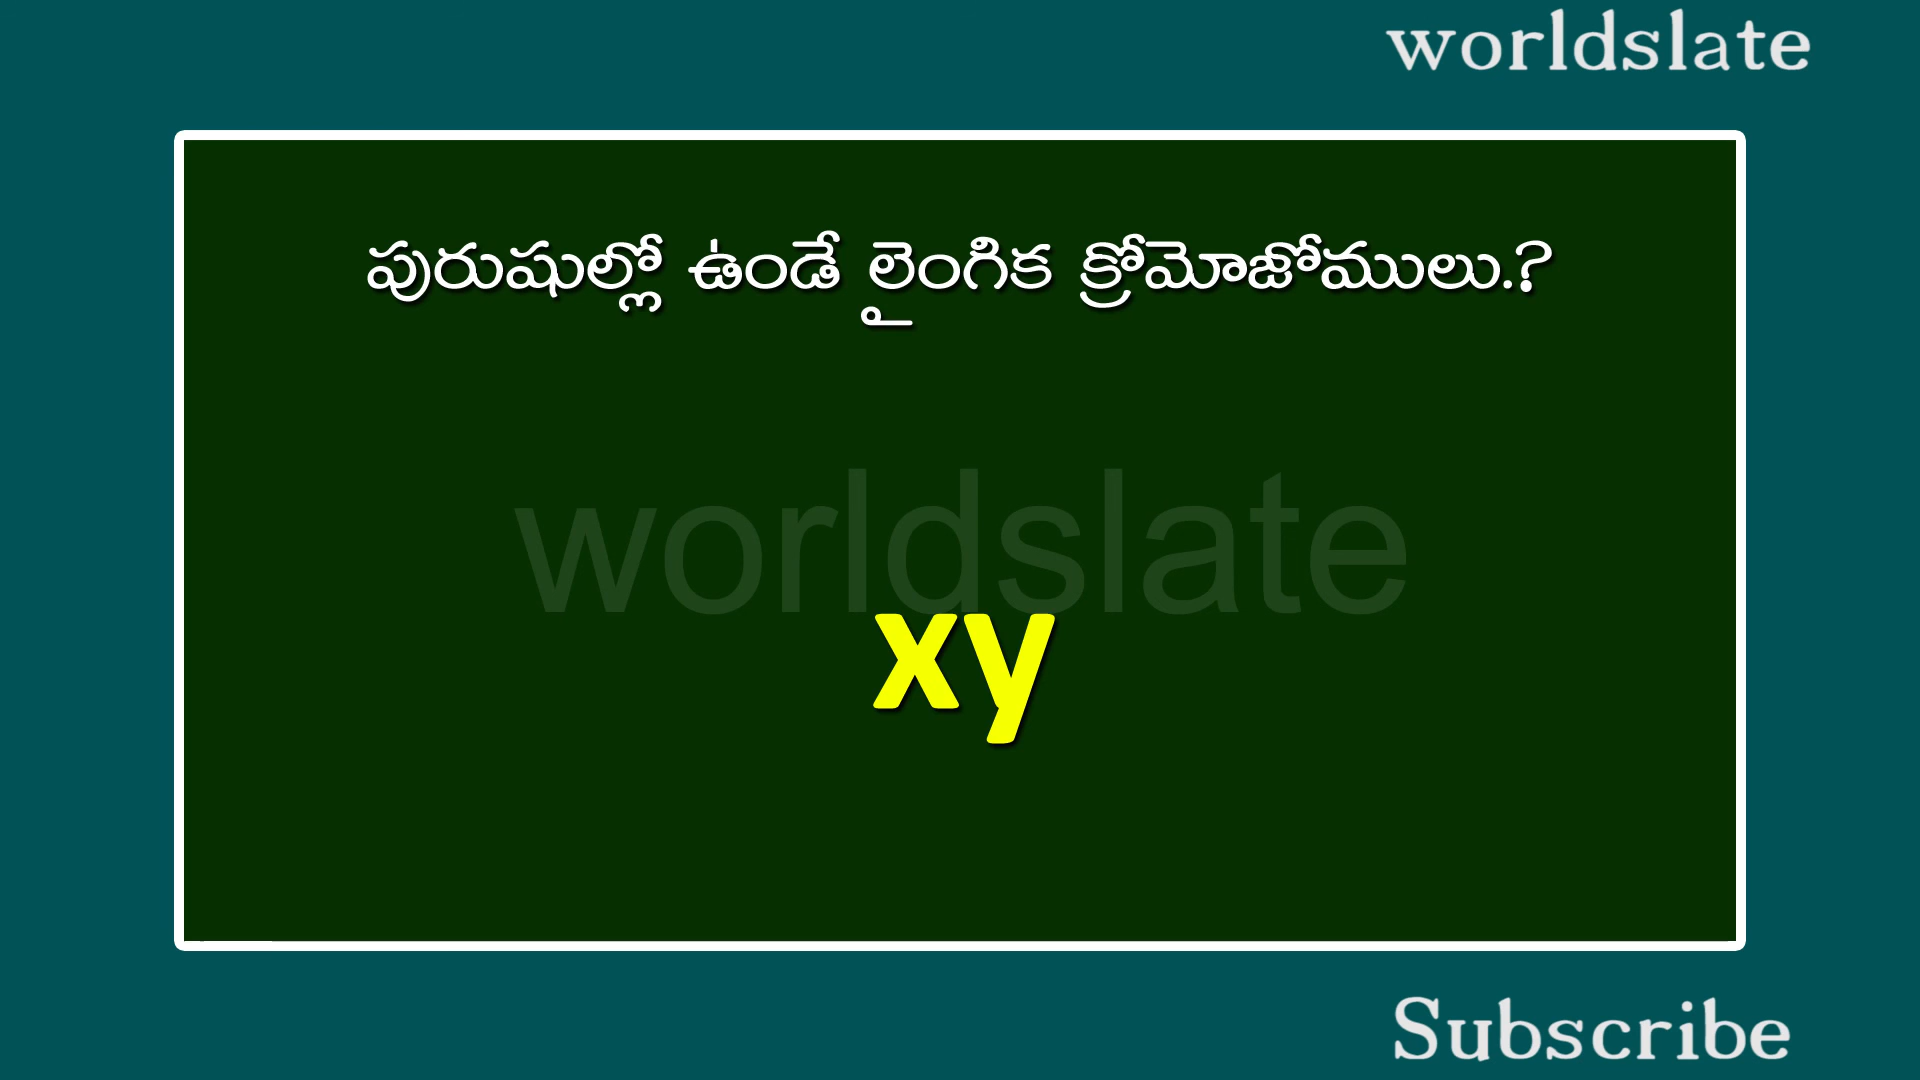 worldslate
పురుషుల్లో ఉండే లైంగిక క్రోమోజోములు.?
worldslate
xy
Subscribe